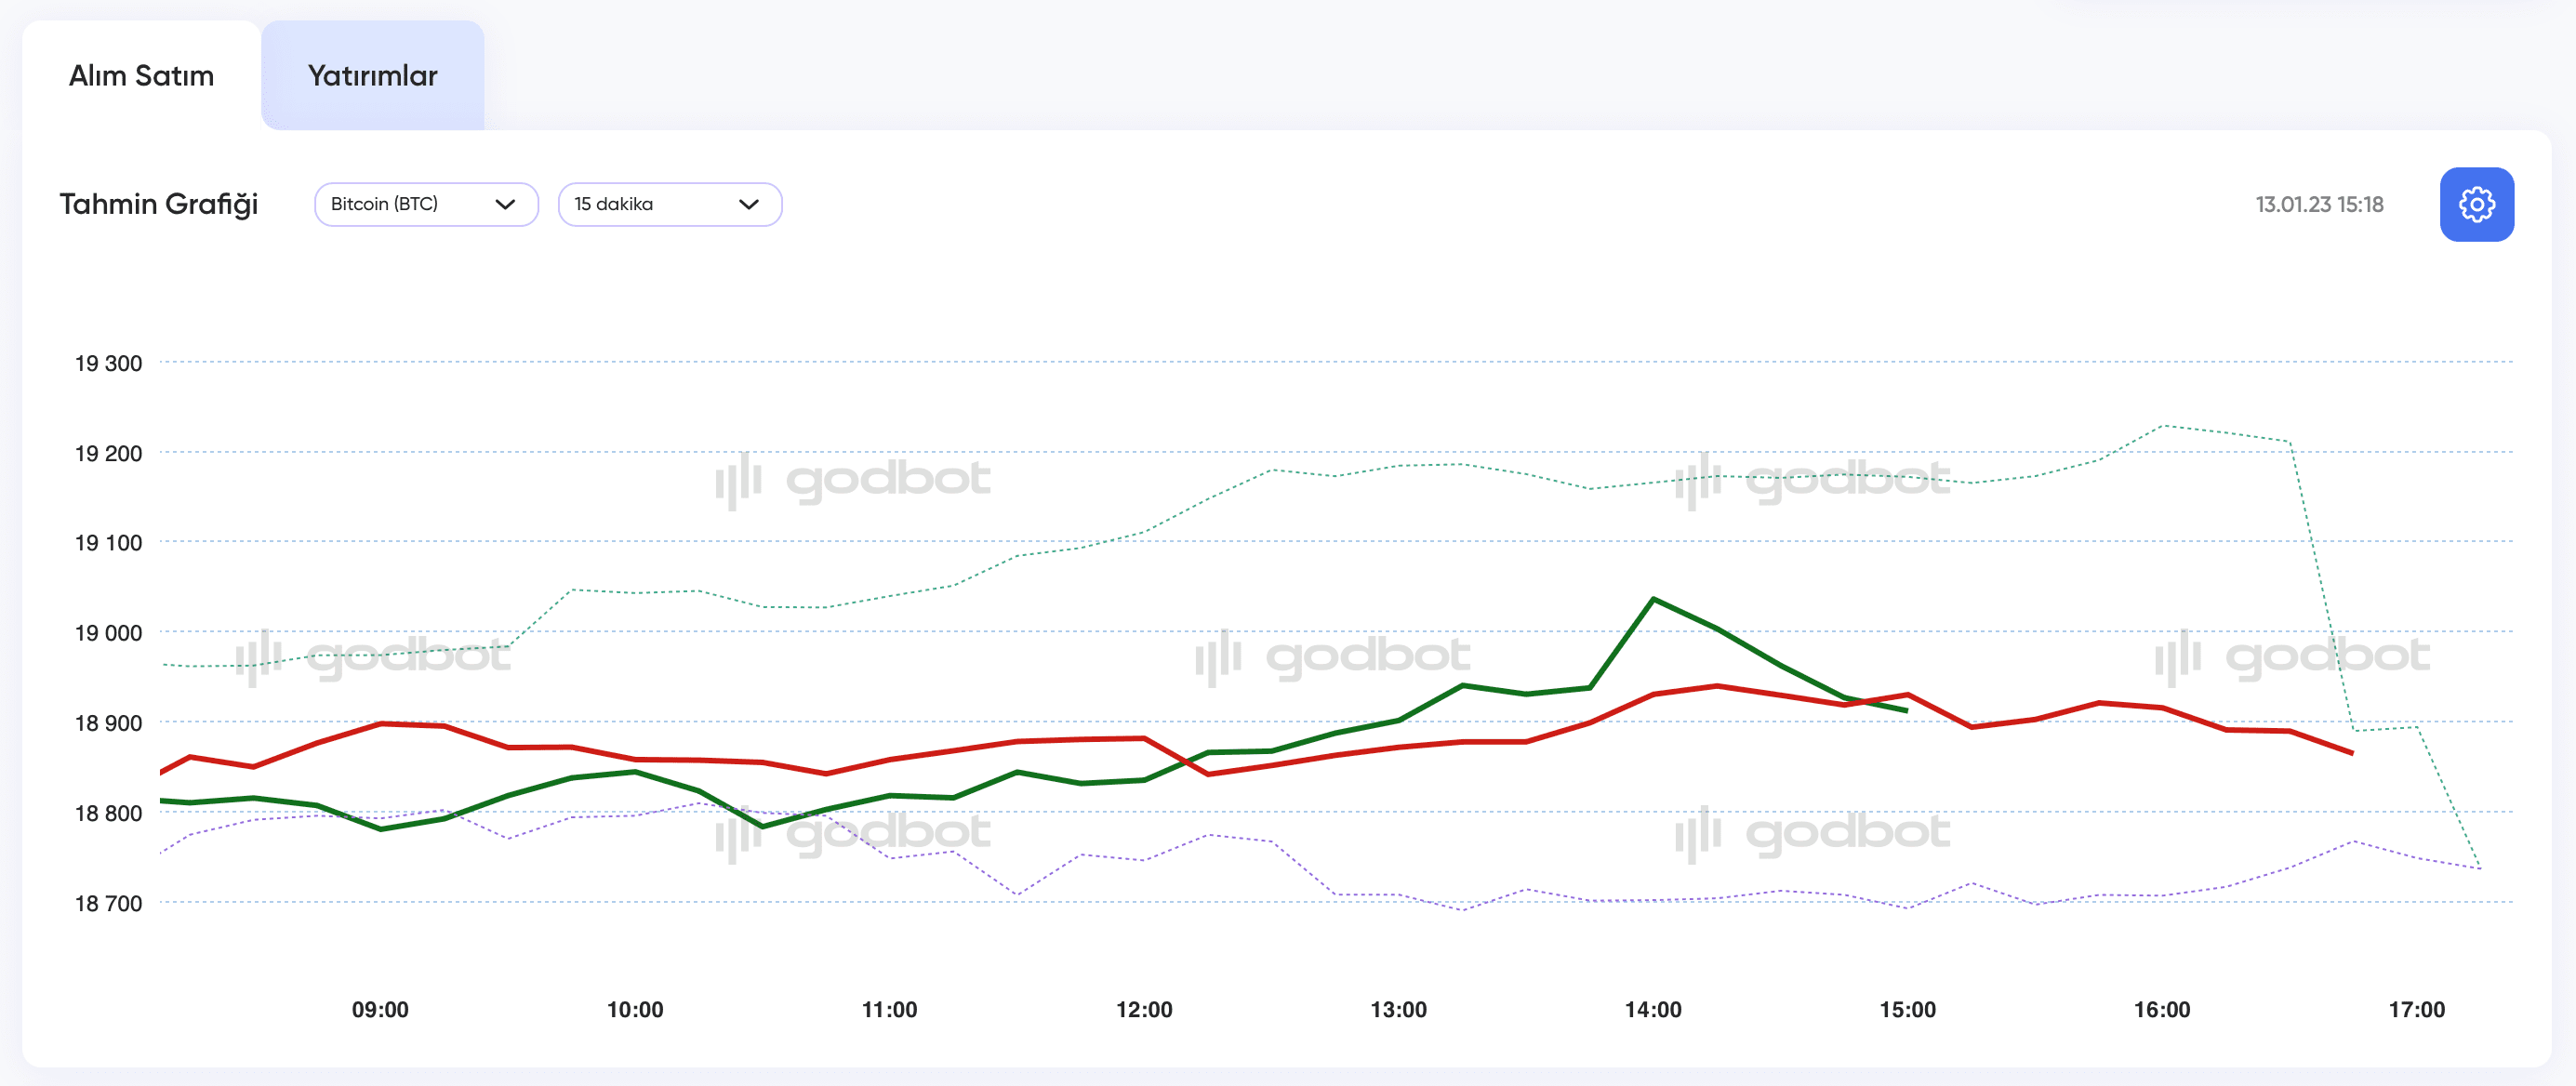 Alım Satım
Yatırımlar
Tahmin Grafiği
Bitcoin (BTC)
15 dakika
13.01.23 15:18
19 300
19 200
godbot
godbot
19 100
19 000
godbot
godbot
godbot
18 900
18 800
godbot
godbot
18 700
09:00
10:00
11:00
12:00
13:00
14:00
15:00
16:00
17:00